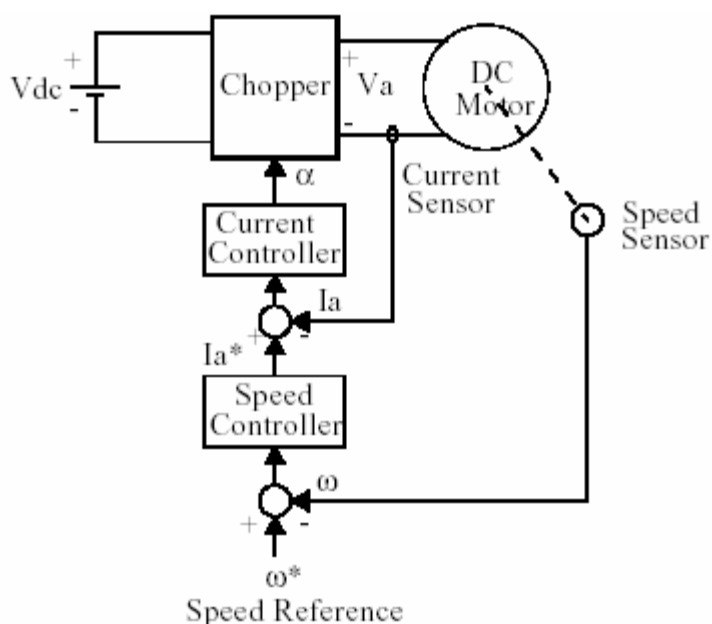 +
Vdc
-
Chopper
+
Va
-
DC
Motor
α
Current
Sensor
Speed
Sensor
Current
Controller
Ia
+
-
Ia*
Speed
Controller
ω
+
-
ω*
Speed Reference